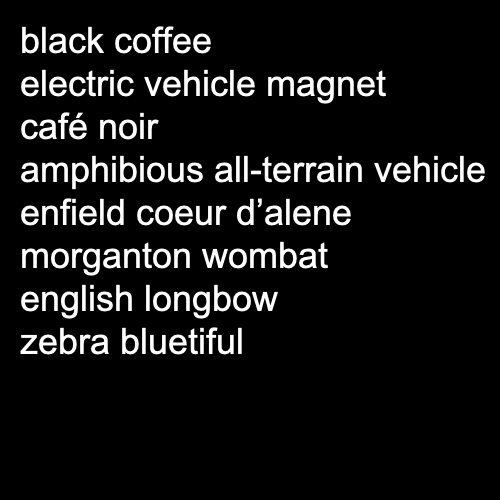 black coffee
electric vehicle magnet
café noir
amphibious all-terrain vehicle
enfield coeur d’alene
morganton wombat
english longbow
zebra bluetiful